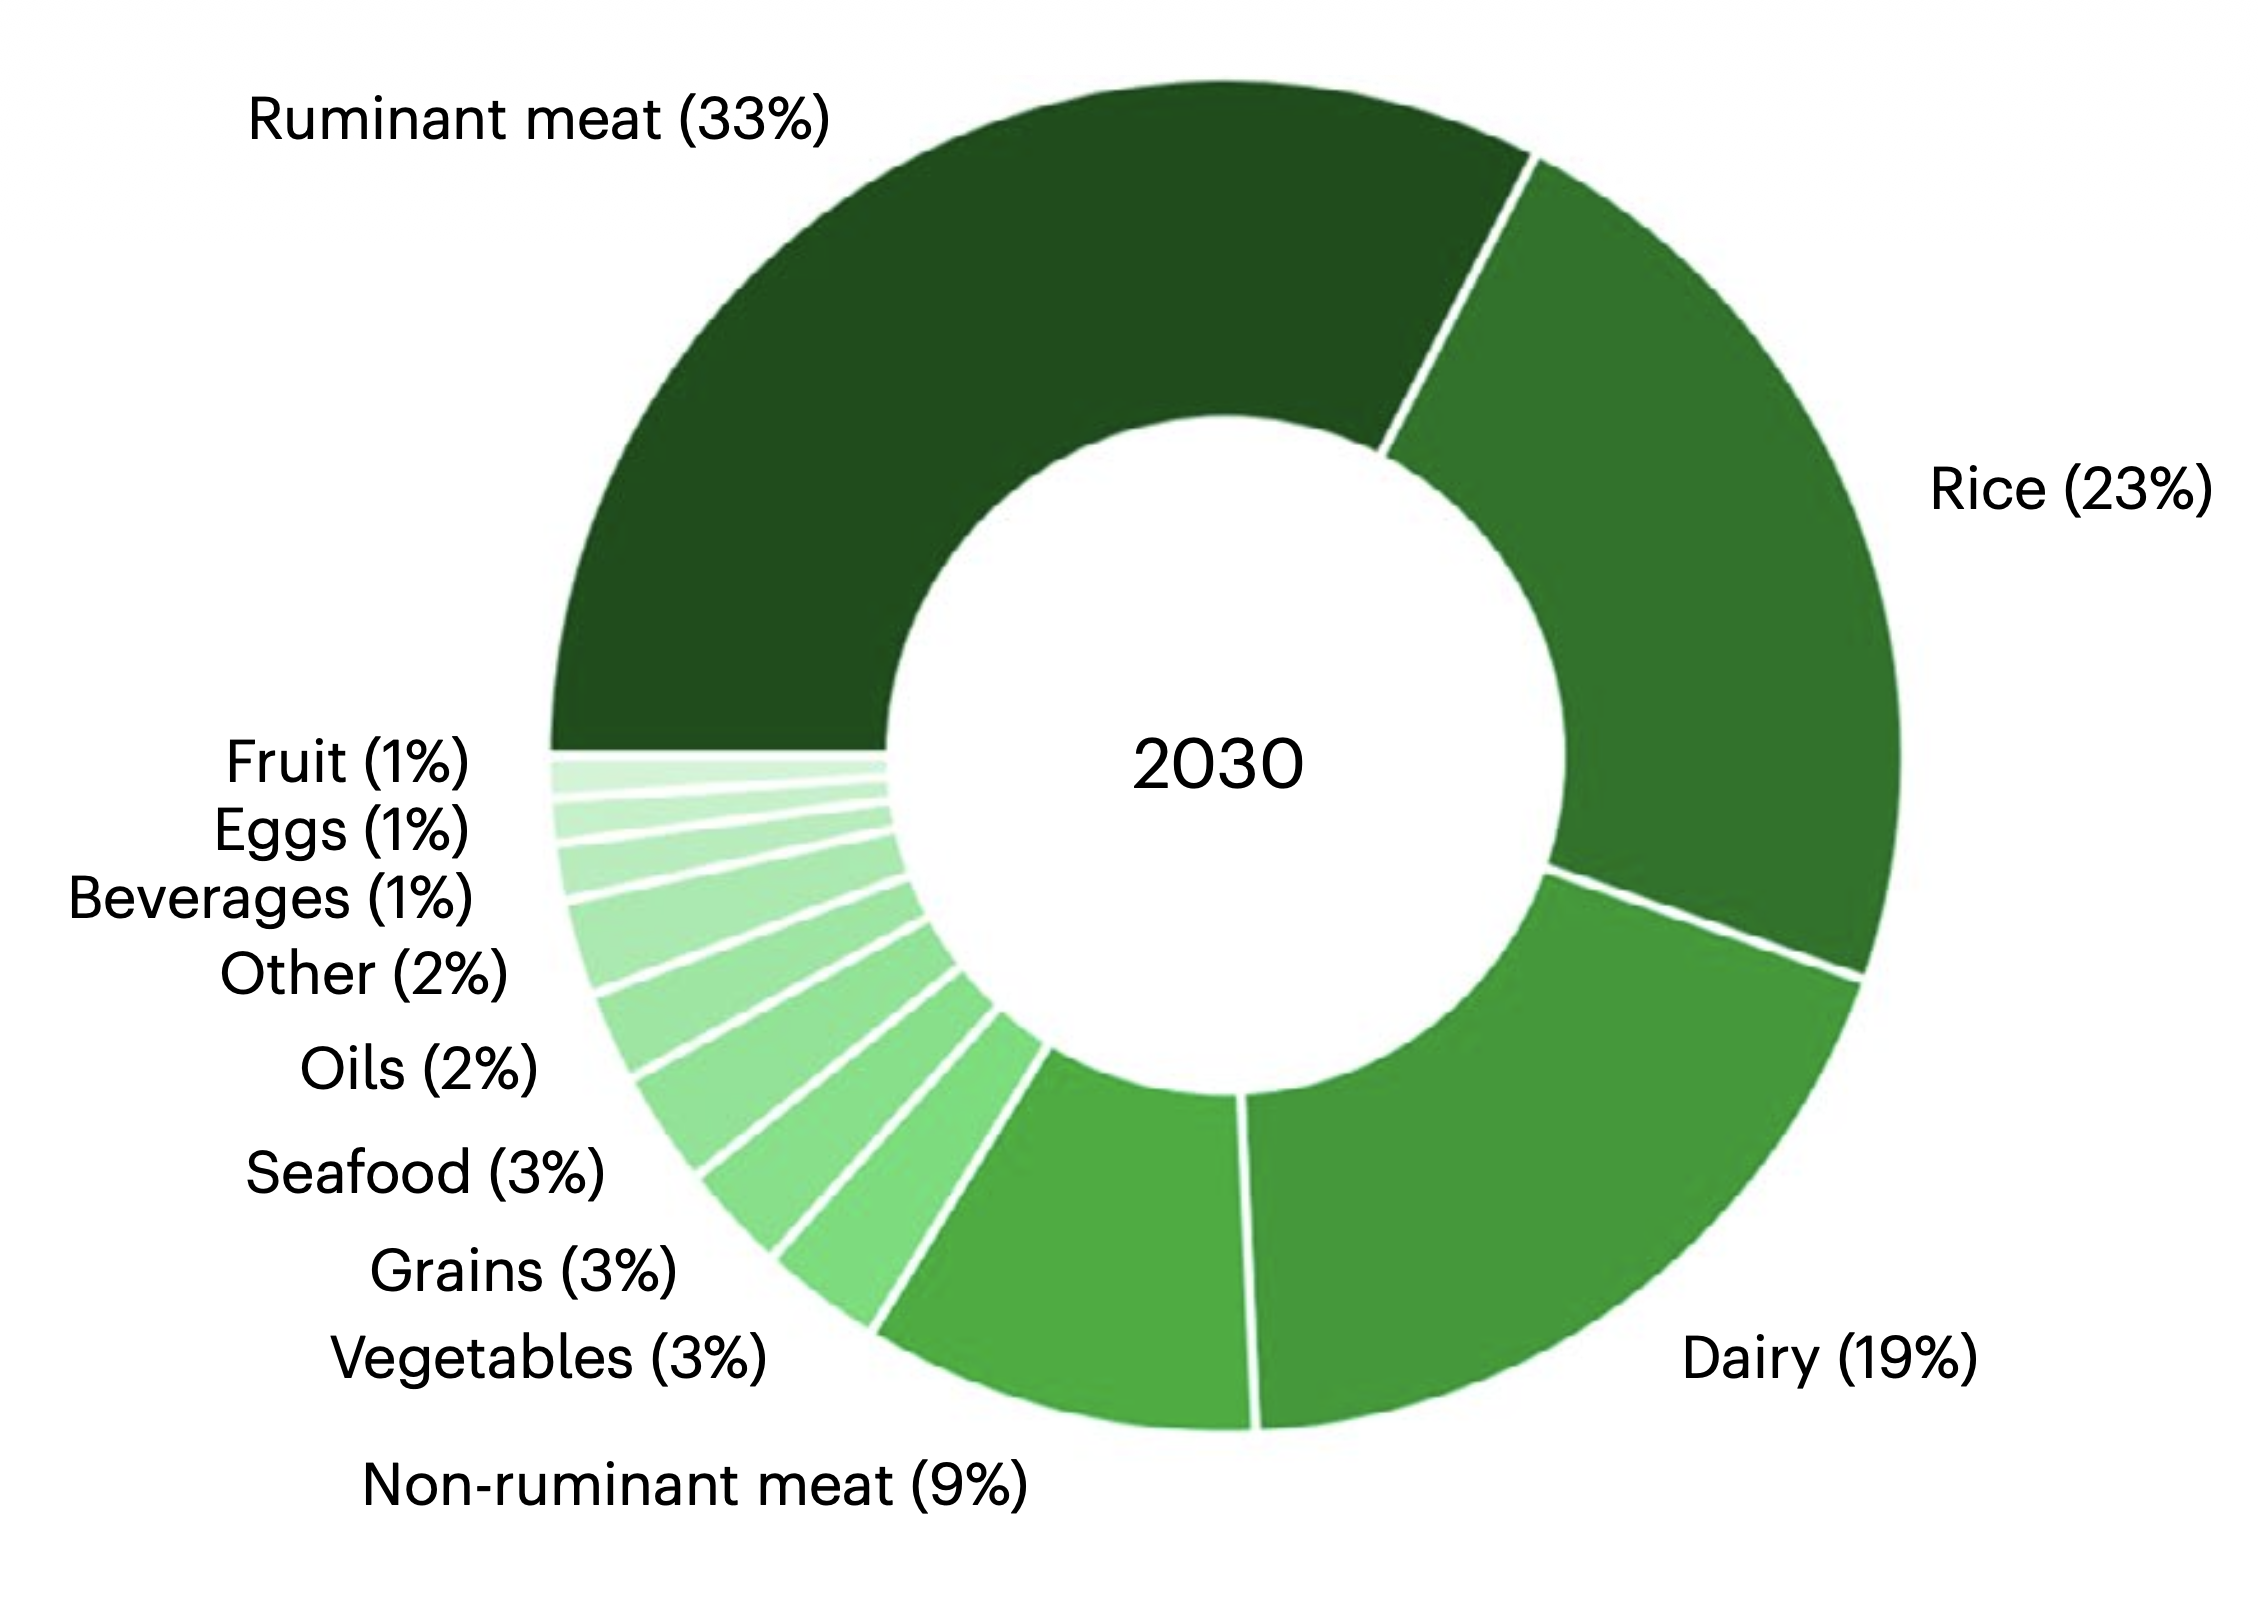 Ruminant meat (33%)
Rice (23%)
Fruit (1%)
2030
Eggs (1%)
Beverages (1%)
Other (2%)
Oils (2%)
Seafood (3%)
Grains (3%)
Vegetables (3%)
Dairy (19%)
Non-ruminant meat (9%)